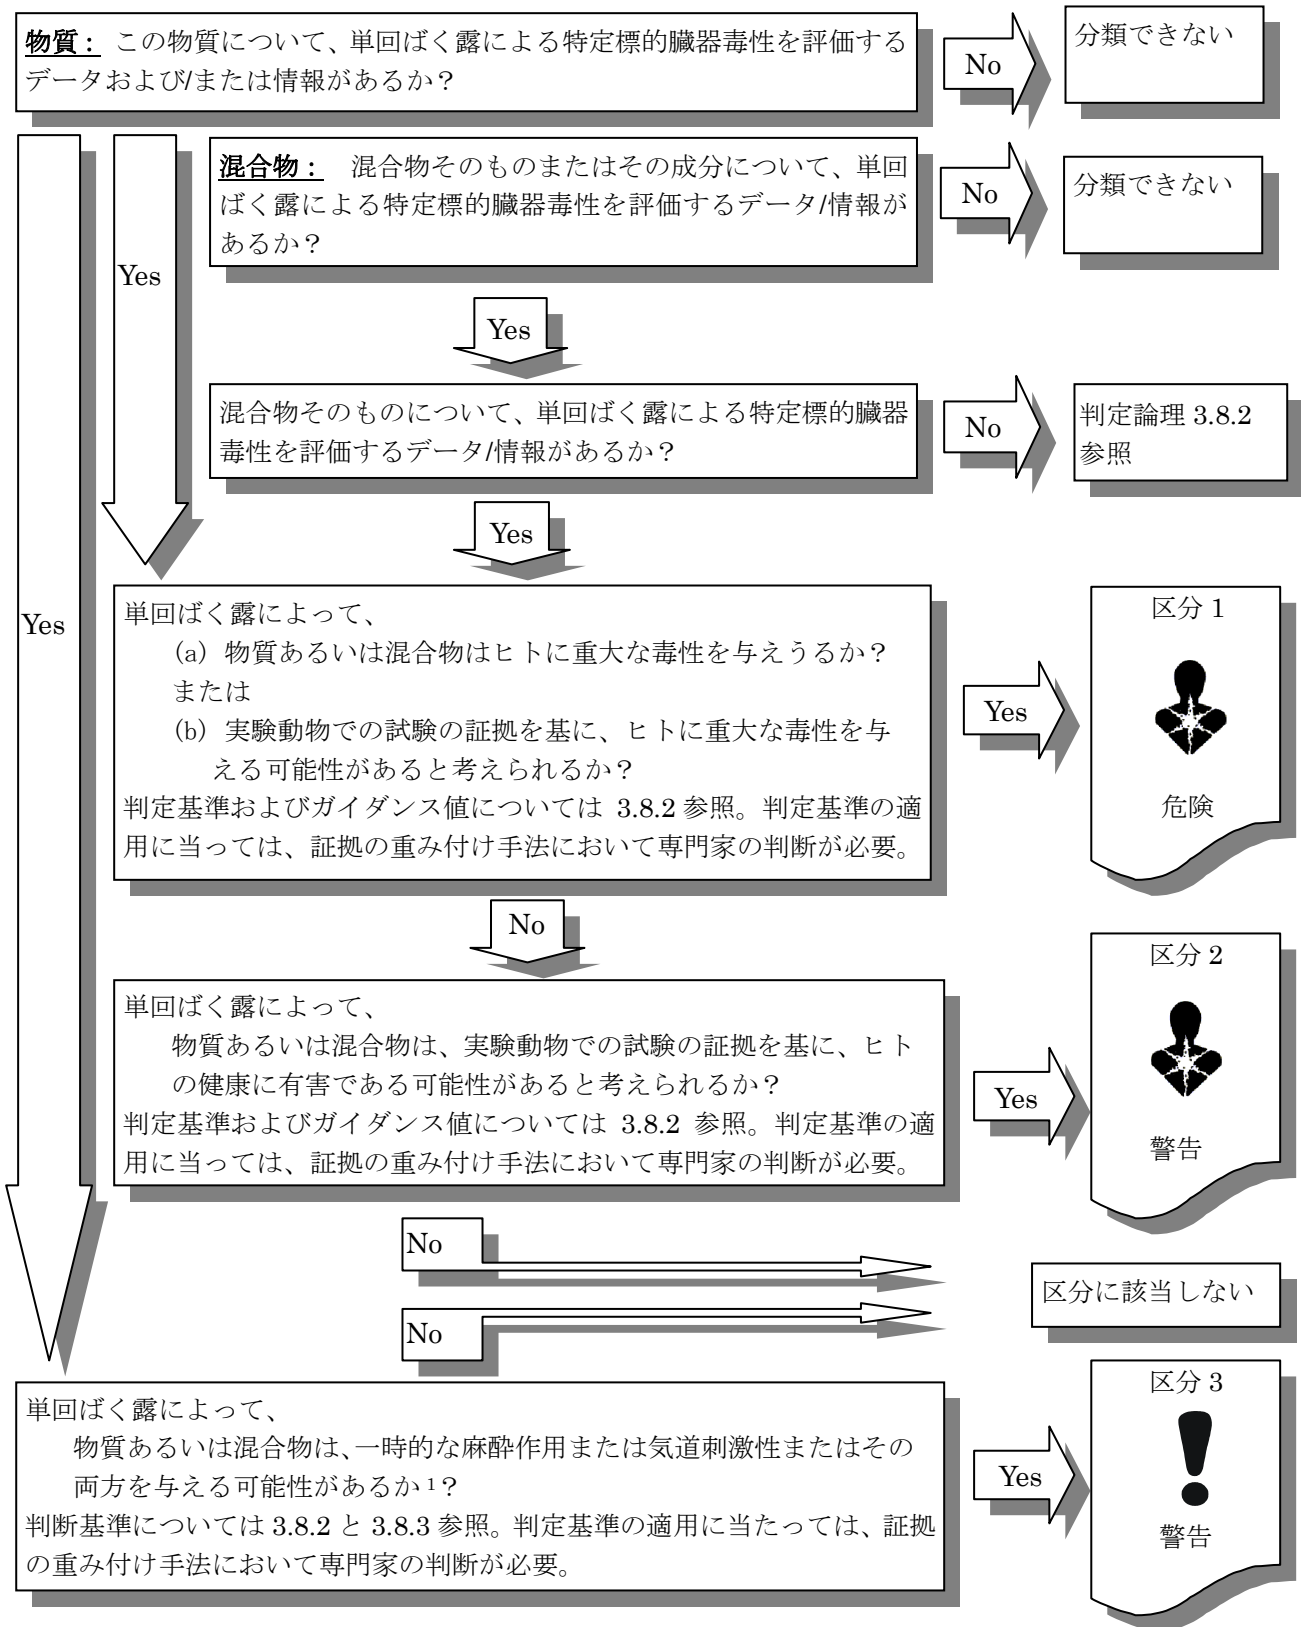 物質： この物質について、単回ばく露による特定標的臓器毒性を評価する
データおよび/または情報があるか？
No
分類できない
混合物： 混合物そのものまたはその成分について、単回
ばく露による特定標的臓器毒性を評価するデータ/情報が
あるか？
No
分類できない
Yes
Yes
混合物そのものについて、単回ばく露による特定標的臓器
毒性を評価するデータ/情報があるか？
No
判定論理 3.8.2
参照
Yes
Yes
単回ばく露によって、
(a) 物質あるいは混合物はヒトに重大な毒性を与えうるか？
または
(b) 実験動物での試験の証拠を基に、ヒトに重大な毒性を与
える可能性があると考えられるか？
判定基準およびガイダンス値については 3.8.2 参照。判定基準の適
用に当っては、証拠の重み付け手法において専門家の判断が必要。
Yes
区分 1
危険
No
単回ばく露によって、
物質あるいは混合物は、実験動物での試験の証拠を基に、ヒト
の健康に有害である可能性があると考えられるか？
判定基準およびガイダンス値については 3.8.2 参照。判定基準の適
用に当っては、証拠の重み付け手法において専門家の判断が必要。
Yes
区分 2
警告
No
区分に該当しない
No
単回ばく露によって、
物質あるいは混合物は、一時的な麻酔作用または気道刺激性またはその
両方を与える可能性があるか¹？
判断基準については 3.8.2 と 3.8.3 参照。判定基準の適用に当たっては、証拠
の重み付け手法において専門家の判断が必要。
Yes
区分 3
警告